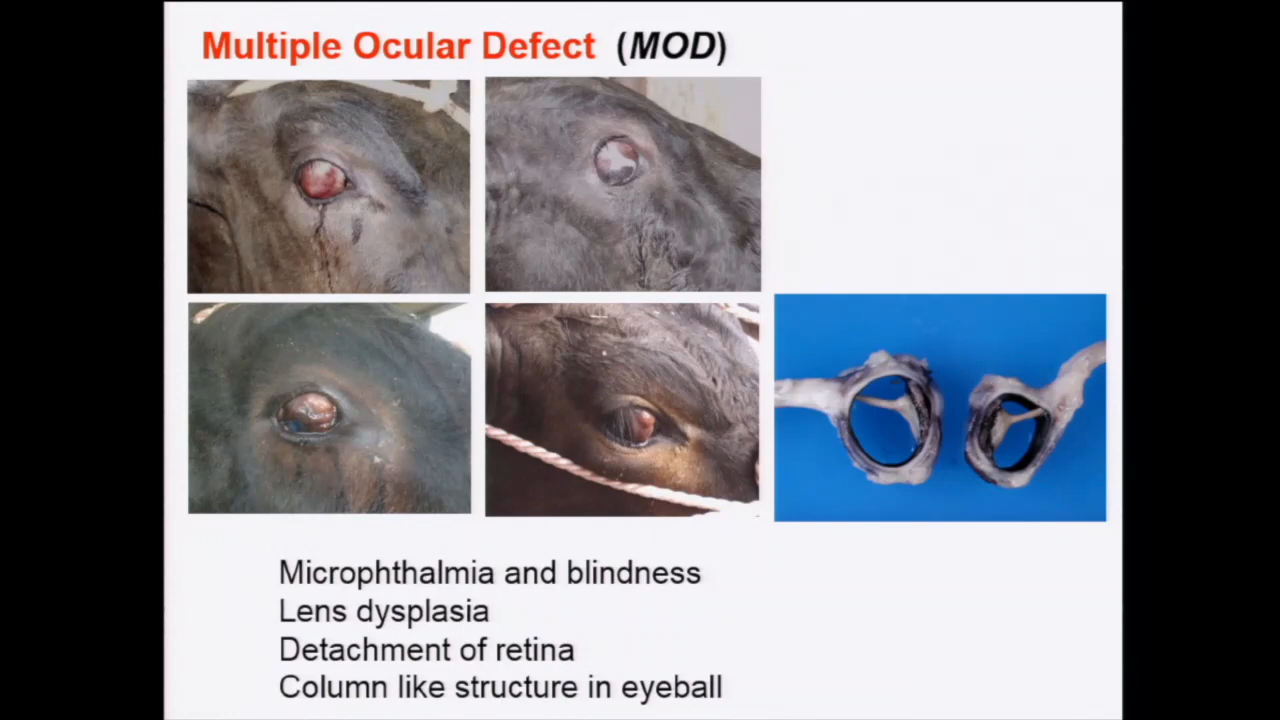 Multiple Ocular Defect (MOD)
Microphthalmia and blindness
Lens dysplasia
Detachment of retina
Column like structure in eyeball